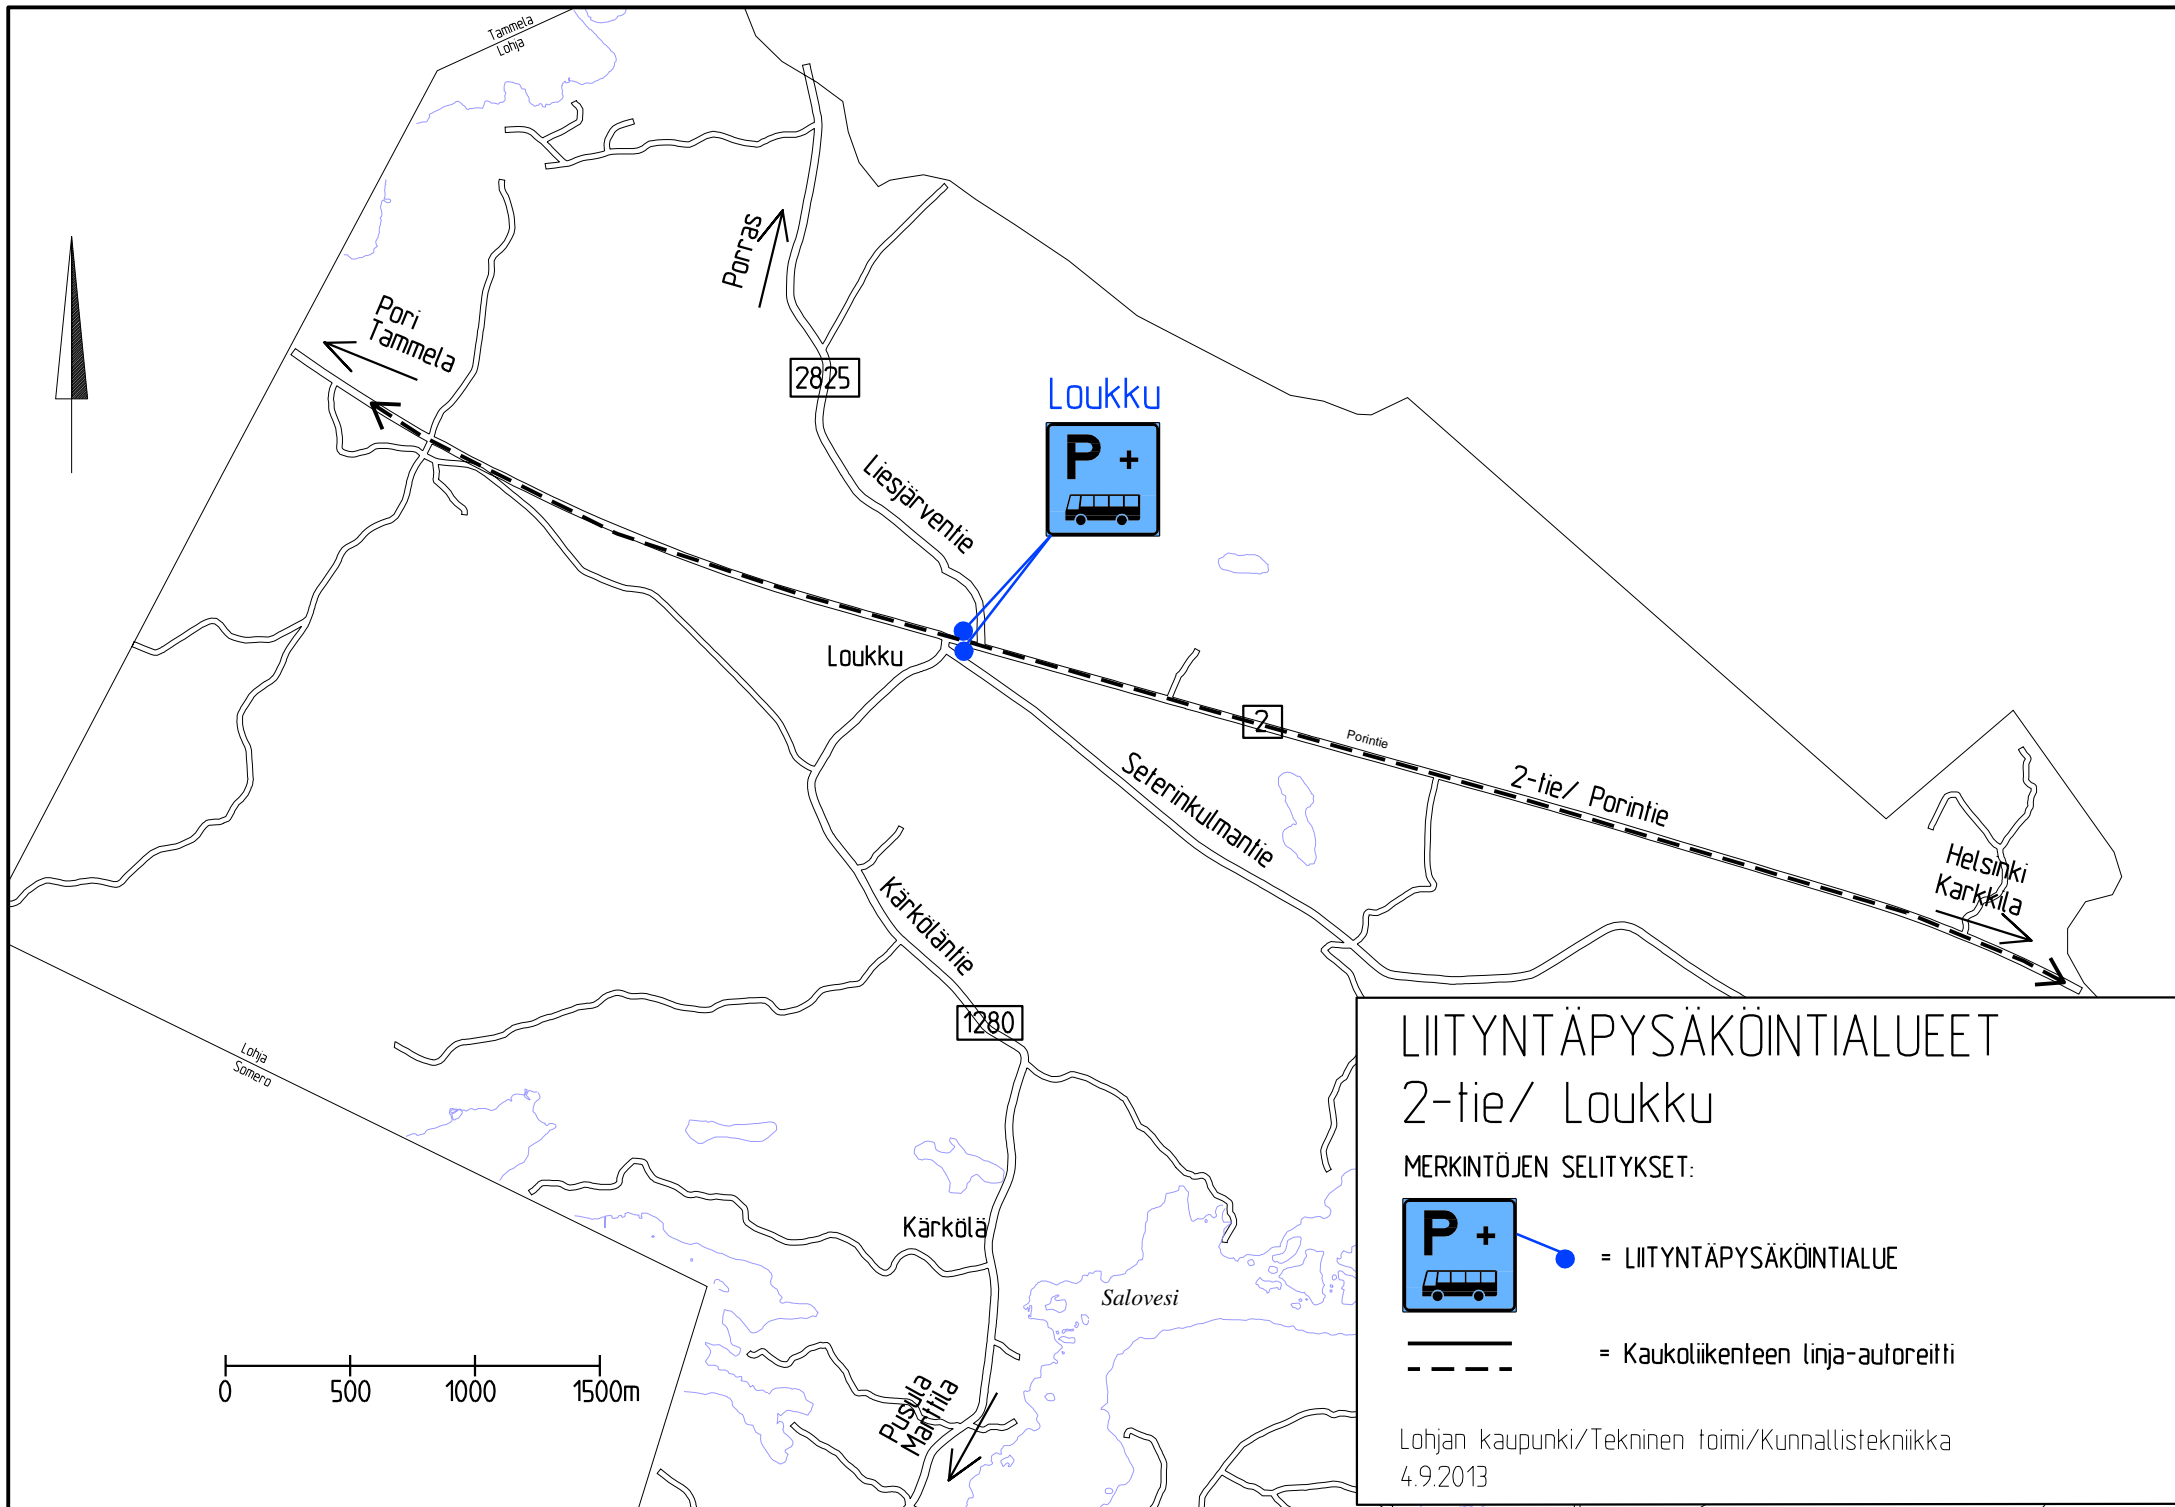 Tammela
Lohja
Porras
Pori
Tammela
2825
Loukku
P +
Liesjärventie
Loukku
2
Porintie
2-tie/ Porintie
Seterinkulmantie
Helsinki
Karkkila
Kärköläntie
1280
Lohja
Somero
Kärkölä
Salovesi
Pusula
Marttila
0 500 1000 1500m
LIITYNTÄPYSÄKÖINTIALUEET
2-tie/ Loukku
MERKINTÖJEN SELITYKSET:
P +
= LIITYNTÄPYSÄKÖINTIALUE
= Kaukoliikenteen linja-autoreitti
Lohjan kaupunki/Tekninen toimi/Kunnallistekniikka
4.9.2013